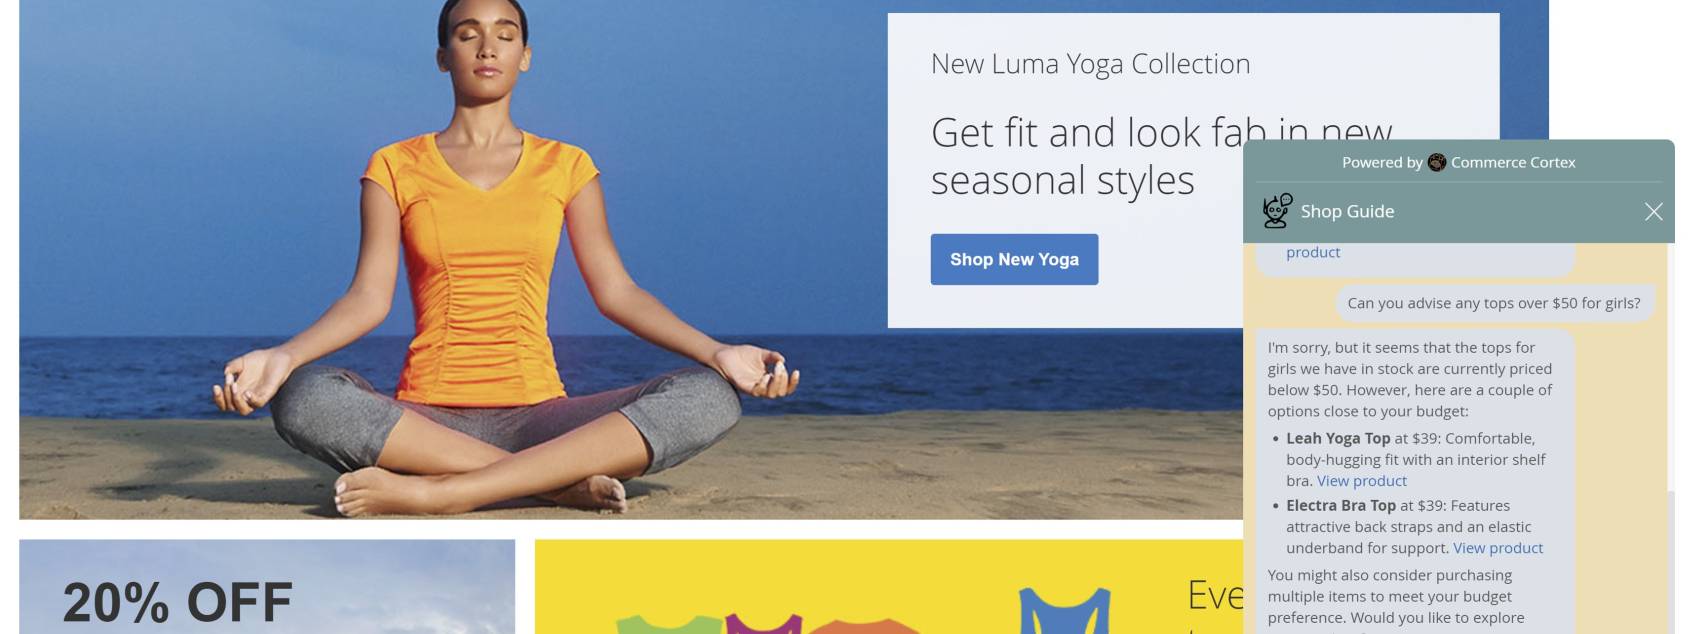 New Luma Yoga Collection
Get fit and look fab in new
seasonal styles
Shop New Yoga
20% OFF
Eve
Powered by Commerce Cortex
Shop Guide
product
Can you advise any tops over $50 for girls?
I'm sorry, but it seems that the tops for
girls we have in stock are currently priced
below $50. However, here are a couple of
options close to your budget:
• Leah Yoga Top at $39: Comfortable,
body-hugging fit with an interior shelf
bra. View product
• Electra Bra Top at $39: Features
attractive back straps and an elastic
underband for support. View product
You might also consider purchasing
multiple items to meet your budget
preference. Would you like to explore